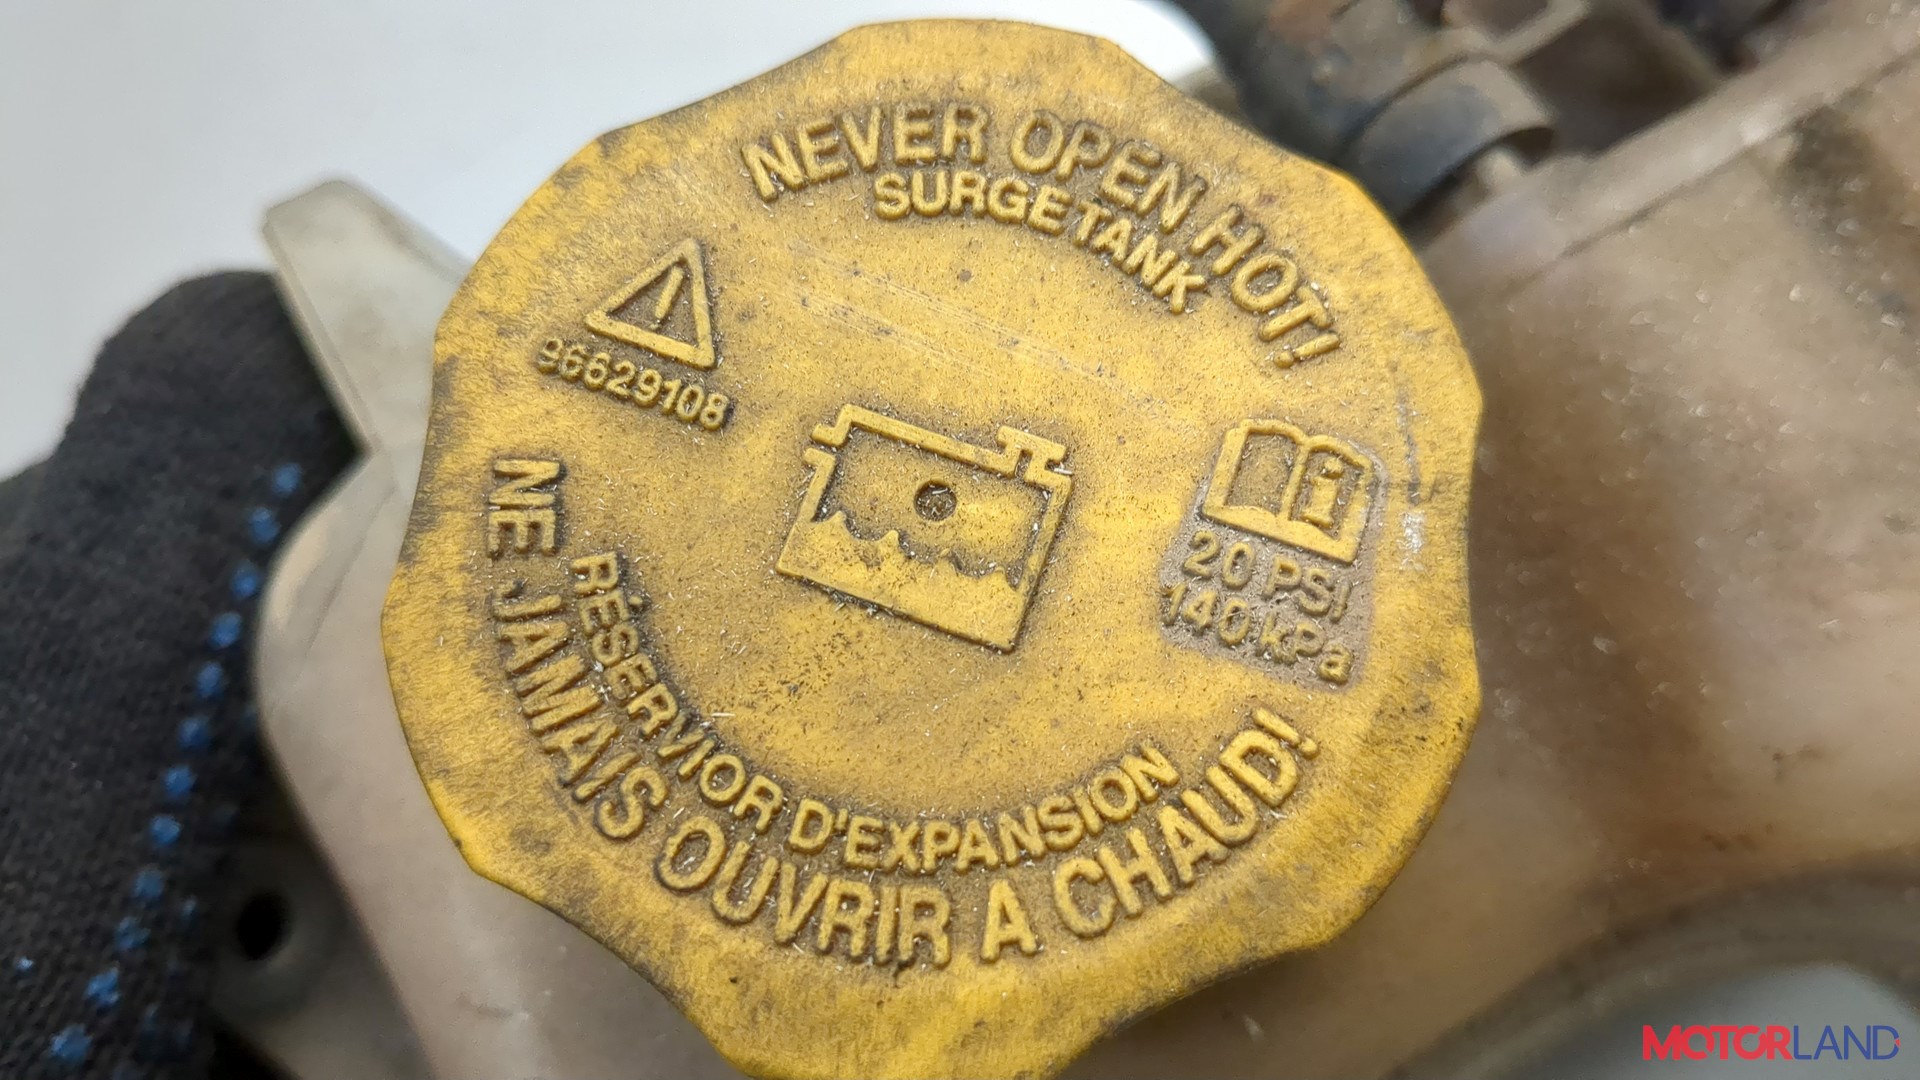 NEVER OPEN HOT!
SURGE TANK
96629108
i
20 PSI
140 kPa
RÉSERVIOR D'EXPANSION
NE JAMAIS OUVRIR A CHAUD!
MOTORLAND